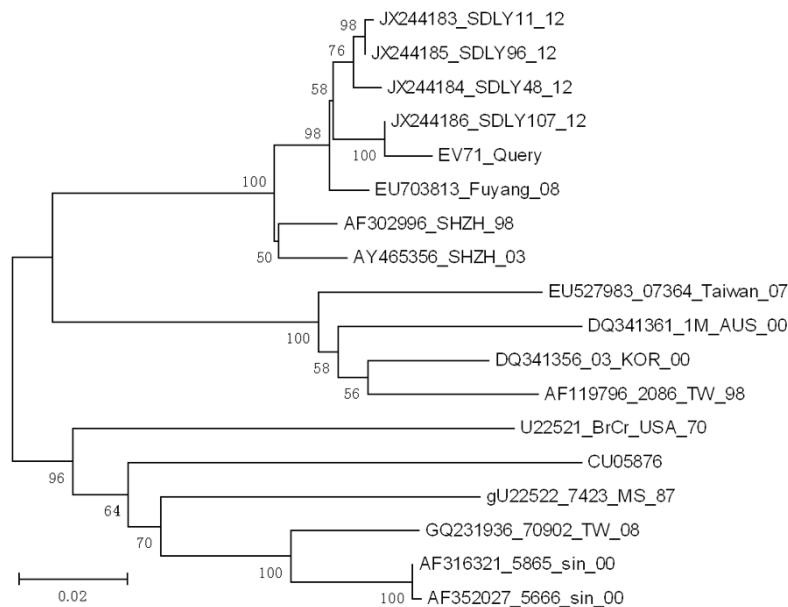 98 JX244183_SDLY11_12
76 JX244185_SDLY96_12
58 JX244184_SDLY48_12
98 JX244186_SDLY107_12
100 EV71_Query
100 EU703813_Fuyang_08
AF302996_SHZH_98
50 AY465356_SHZH_03
EU527983_07364_Taiwan_07
100 DQ341361_1M_AUS_00
58 DQ341356_03_KOR_00
56 AF119796_2086_TW_98
U22521_BrCr_USA_70
96 CU05876
64 gU22522_7423_MS_87
70 GQ231936_70902_TW_08
100 AF316321_5865_sin_00
100 AF352027_5666_sin_00
0.02